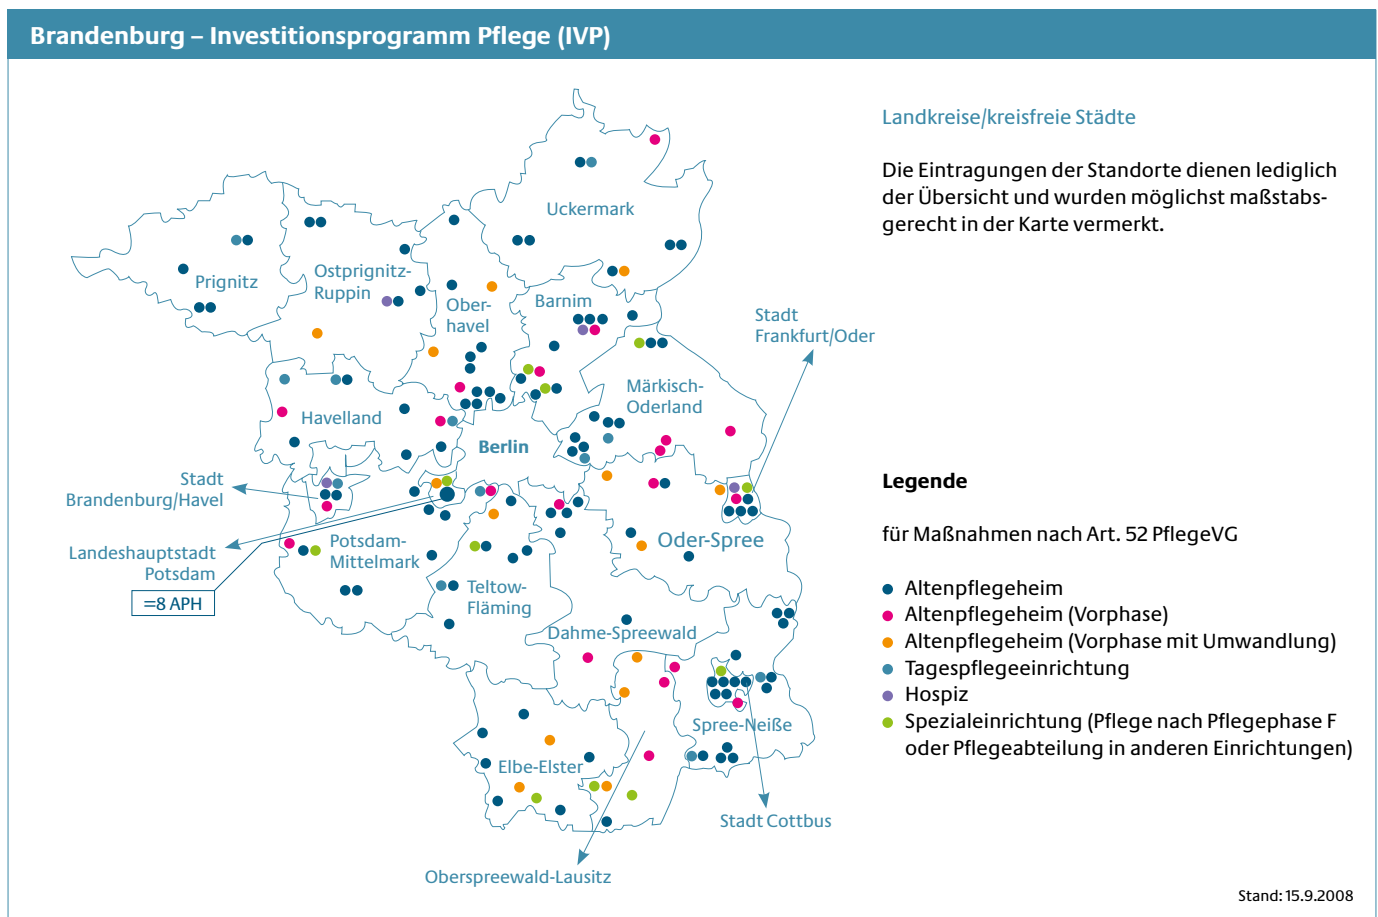 Brandenburg – Investitionsprogramm Pflege (IVP)
Landkreise/kreisfreie Städte
Die Eintragungen der Standorte dienen lediglich
der Übersicht und wurden möglichst maßstabs-
gerecht in der Karte vermerkt.
Uckermark
Prignitz
Ostprignitz-
Ruppin
Ober-
havel
Barnim
Stadt
Frankfurt/Oder
Märkisch-
Oderland
Havelland
Berlin
Stadt
Brandenburg/Havel
Landeshauptstadt
Potsdam
=8 APH
Potsdam-
Mittelmark
Oder-Spree
Teltow-
Fläming
Dahme-Spreewald
Spree-Neiße
Elbe-Elster
Stadt Cottbus
Oberspreewald-Lausitz
Legende
für Maßnahmen nach Art. 52 PflegeVG
Altenpflegeheim
Altenpflegeheim (Vorphase)
Altenpflegeheim (Vorphase mit Umwandlung)
Tagespflegeeinrichtung
Hospiz
Spezialeinrichtung (Pflege nach Pflegephase F
oder Pflegeabteilung in anderen Einrichtungen)
Stand: 15.9.2008